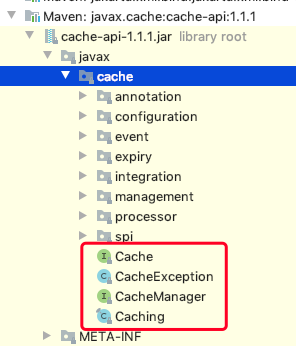 Maven: javax.cache:cache-api:1.1.1
cache-api-1.1.1.jar library root
javax
cache
annotation
configuration
event
expiry
integration
management
processor
spi
Cache
CacheException
CacheManager
Caching
META-INF